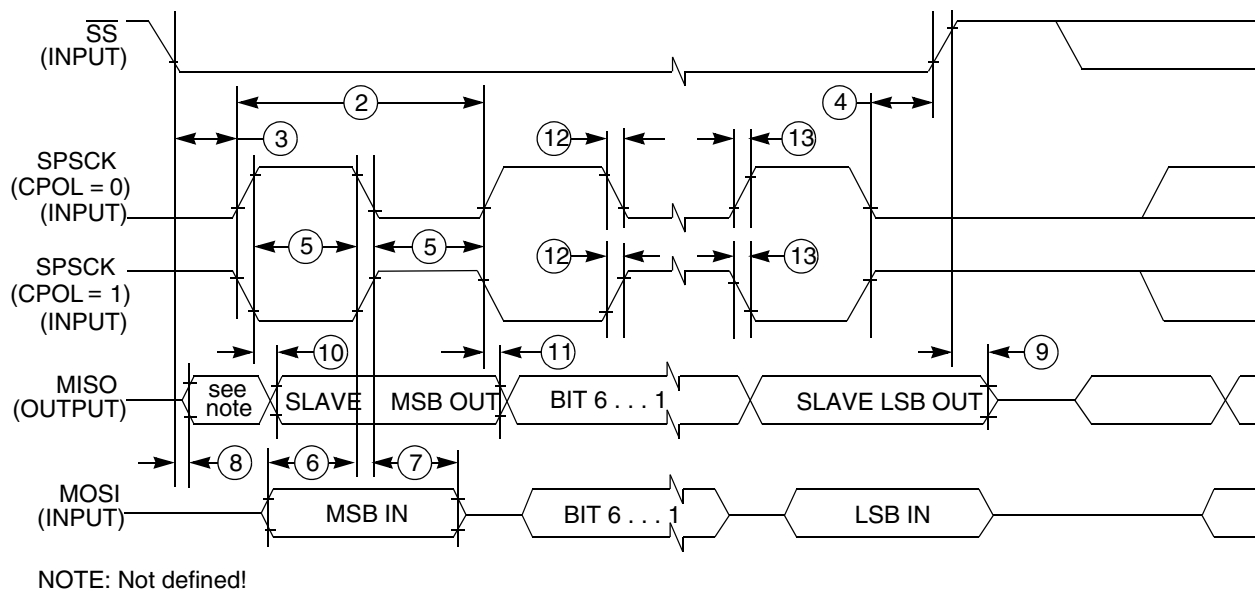 SS
(INPUT)
2
4
3
12
13
SPSCK
(CPOL = 0)
(INPUT)
5
5
SPSCK
(CPOL = 1)
(INPUT)
12
13
10
11
9
MISO
(OUTPUT)
see
note
SLAVE
MSB OUT
BIT 6 . . . 1
SLAVE LSB OUT
8
6
7
MOSI
(INPUT)
MSB IN
BIT 6 . . . 1
LSB IN
NOTE: Not defined!